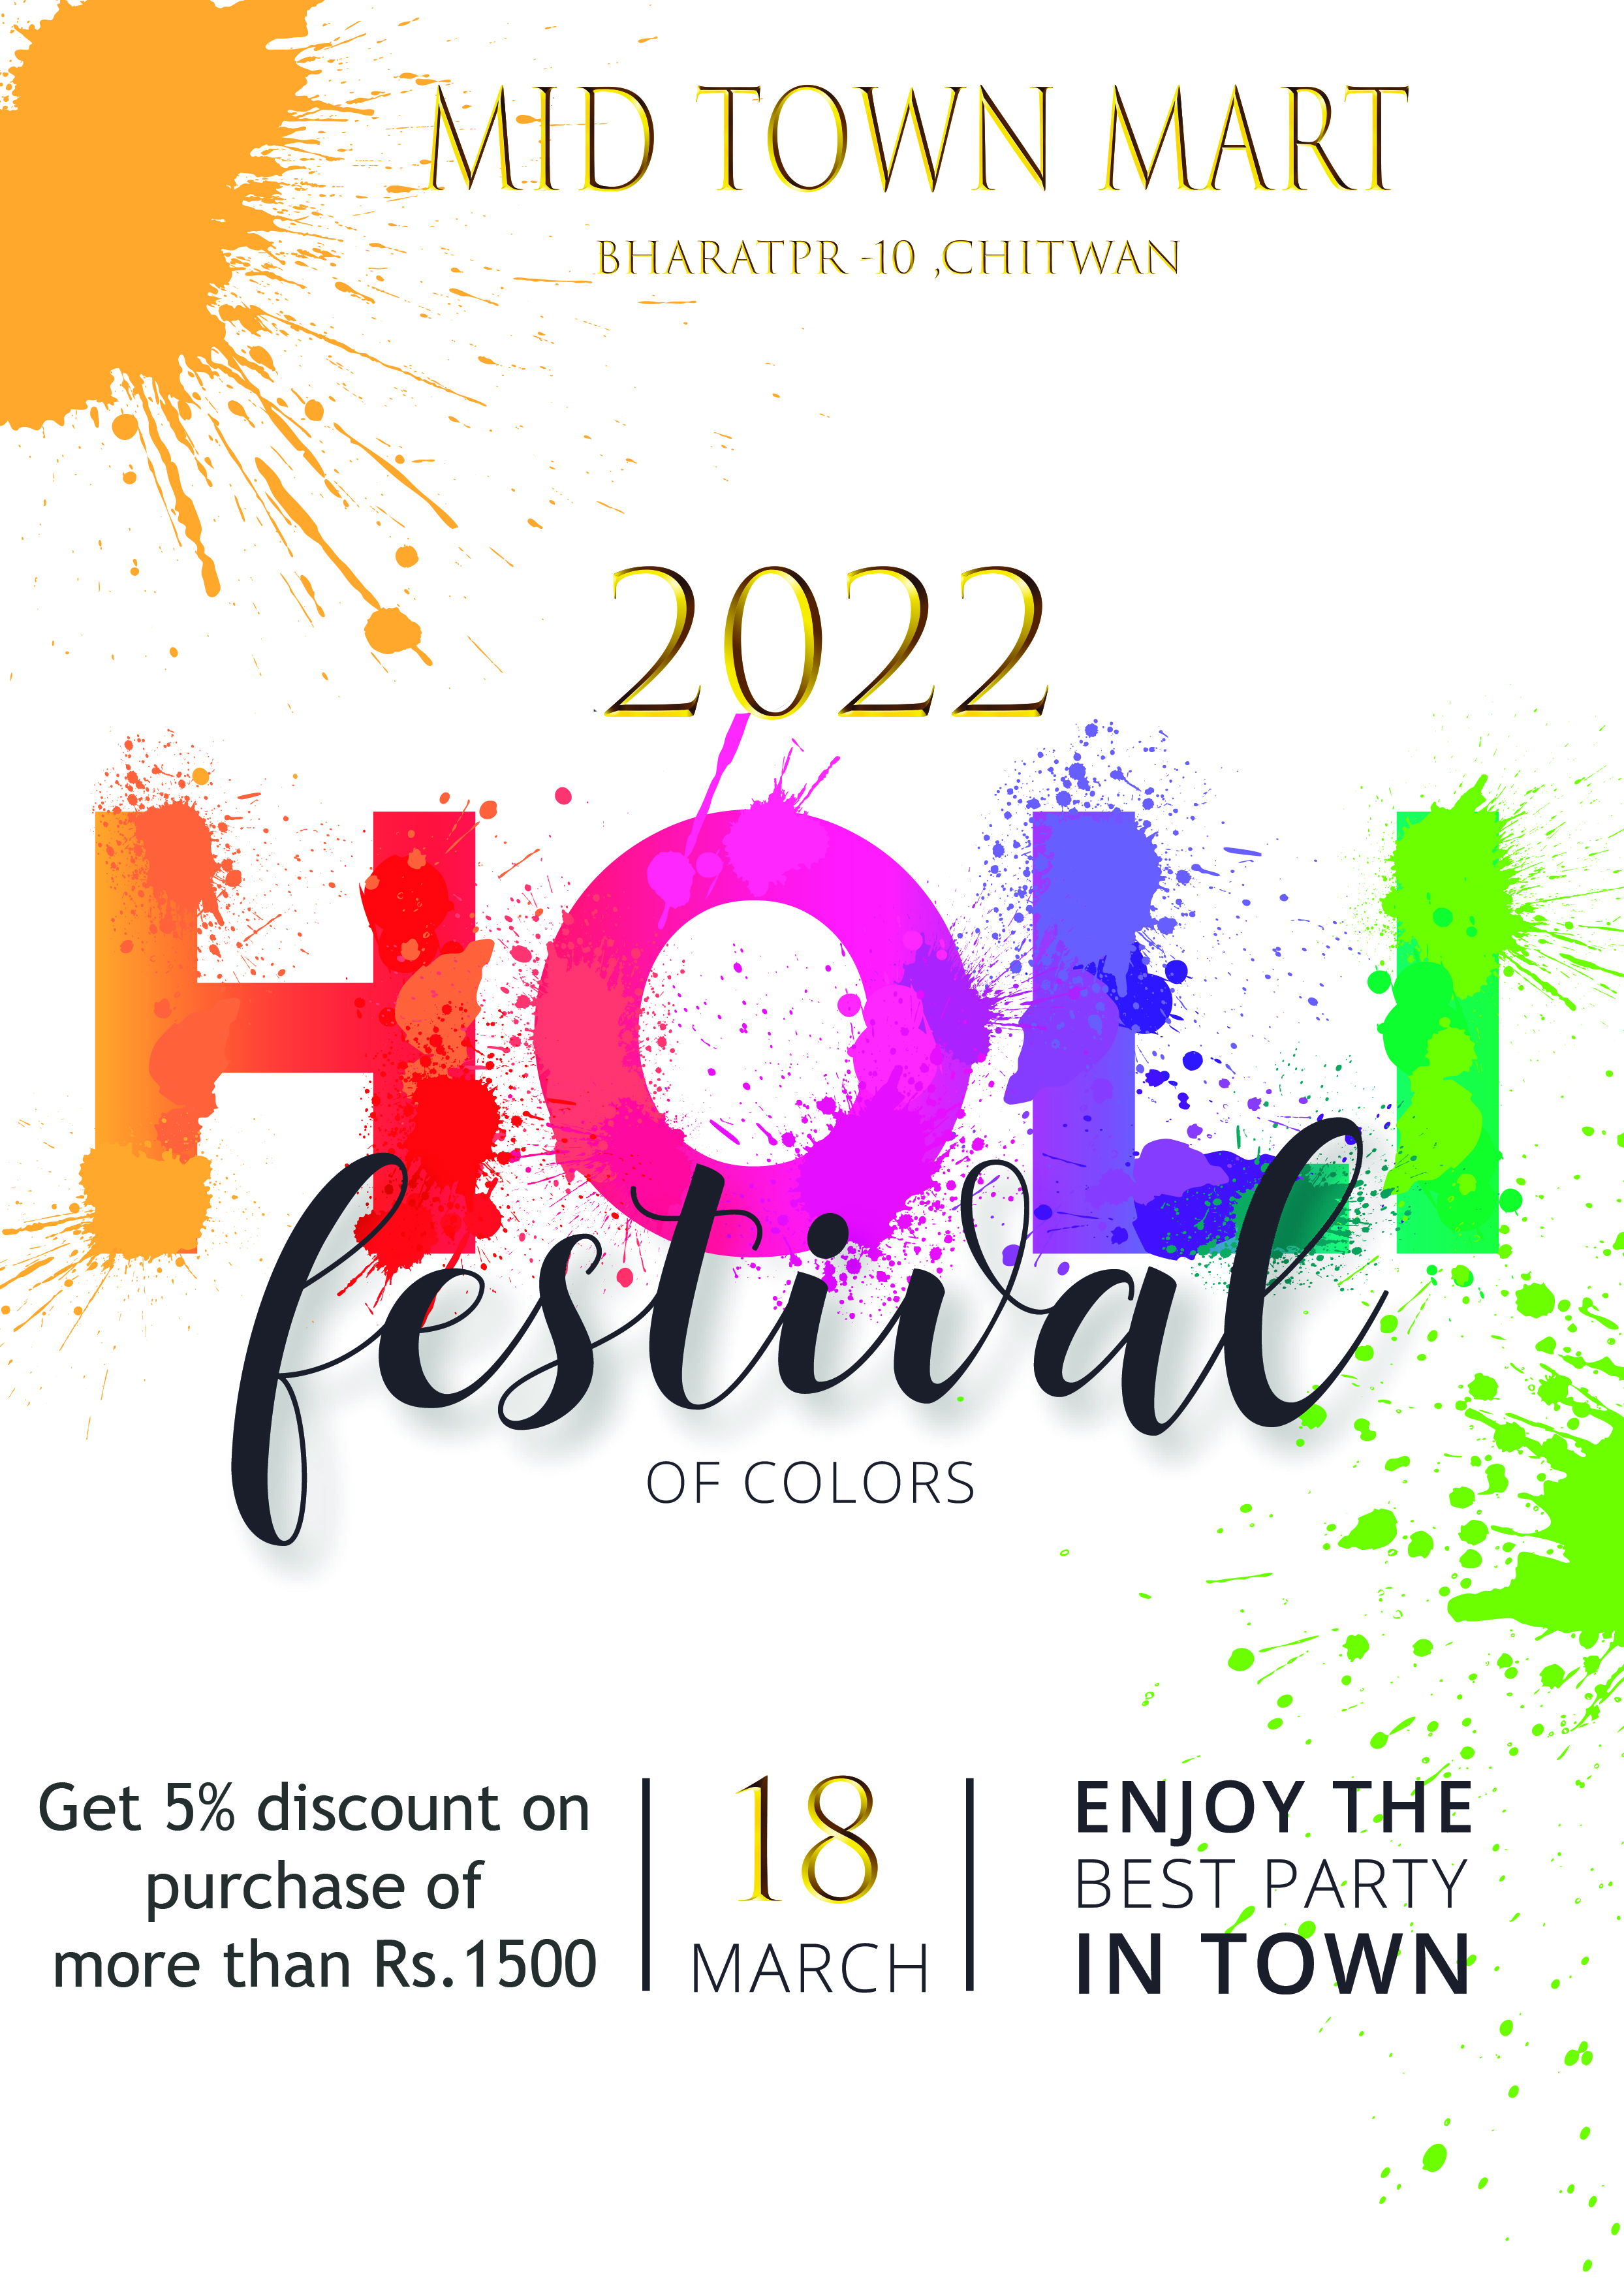 MID TOWN MART
BHARATPR -10 ,CHITWAN
2022
HOLI
festival
OF COLORS
Get 5% discount on
purchase of
more than Rs.1500
18
MARCH
ENJOY THE
BEST PARTY
IN TOWN